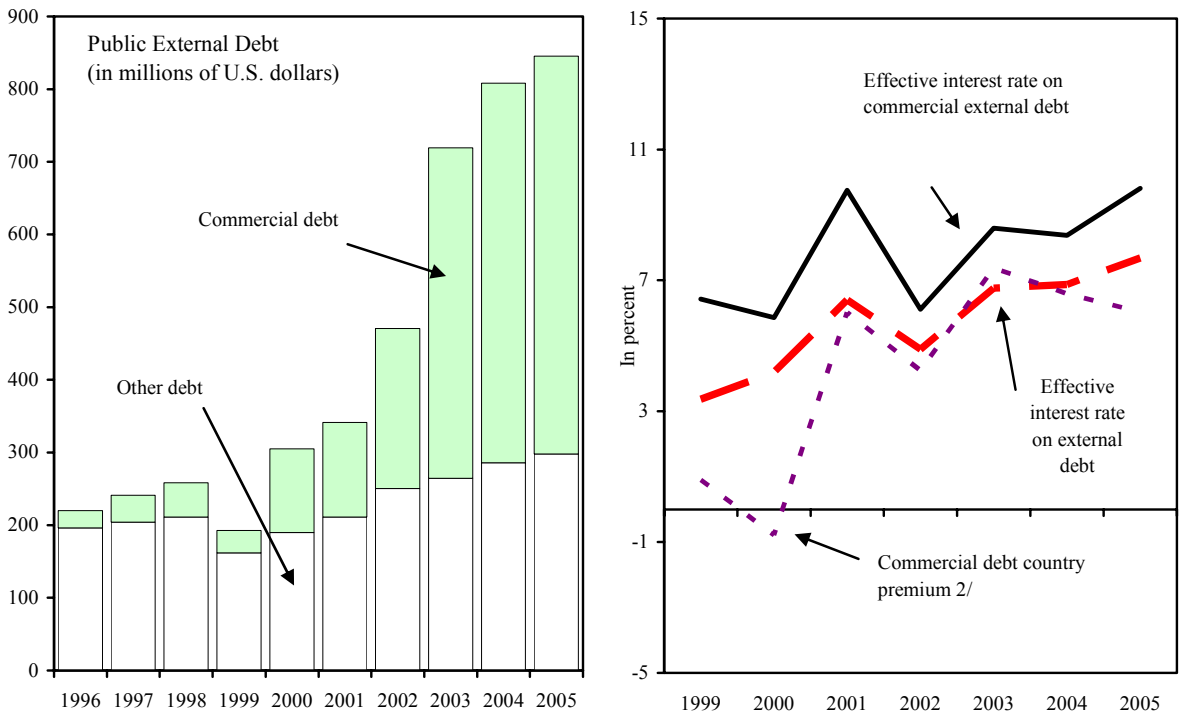 Public External Debt
(in millions of U.S. dollars)
900
800
700
600
500
400
300
200
100
0
Commercial debt
Other debt
1996 1997 1998 1999 2000 2001 2002 2003 2004 2005
15
11
7
3
-1
-5
In percent
Effective interest rate on
commercial external debt
Effective
interest rate
on external
debt
Commercial debt country
premium 2/
1999 2000 2001 2002 2003 2004 2005